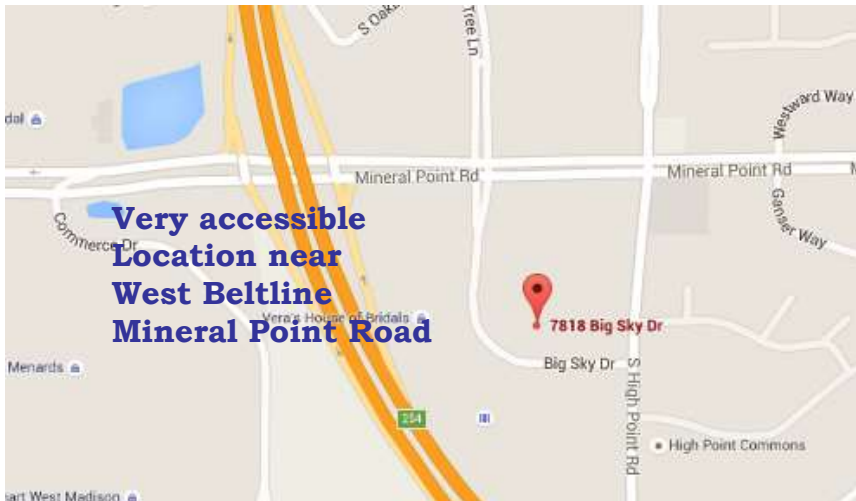 S Oak
Tree Ln
Westward Way
dal
Mineral Point Rd
Mineral Point Rd
Ganser Way
Commerce Dr
Very accessible
Location near
West Beltline
Mineral Point Road
Vera's House of Bridals
7818 Big Sky Dr
Big Sky Dr
S High Point Rd
Menards
254
High Point Commons
art West Madison